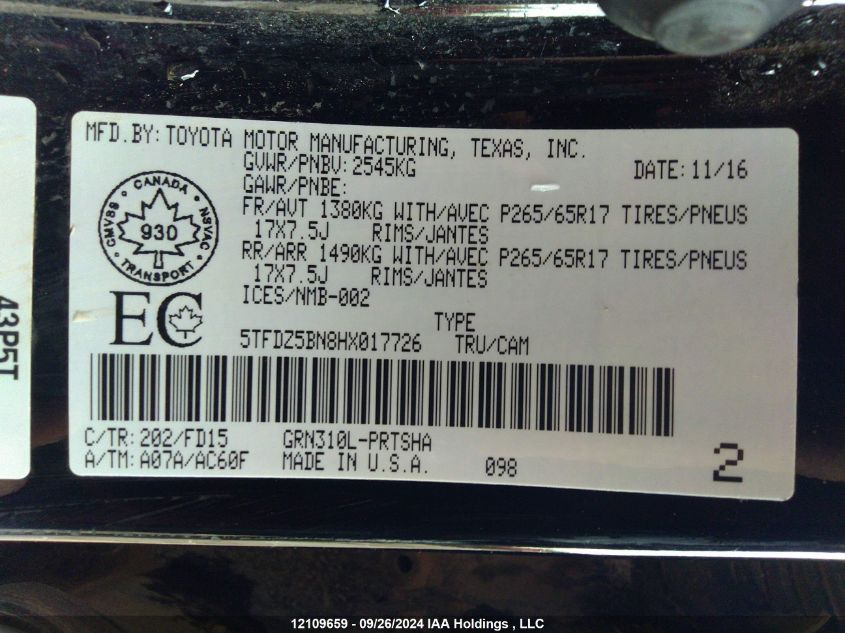 MFD.BY: TOYOTA MOTOR MANUFACTURING, TEXAS, INC.
GVWR/PNBV: 2545KG DATE: 11/16
GAWR/PNBE:
FR/AVT 1380KG WITH/AVEC P265/65R17 TIRES/PNEUS
17X7.5J RIMS/JANTES
RR/ARR 1490KG WITH/AVEC P265/65R17 TIRES/PNEUS
17X7.5J RIMS/JANTES
ICES/NMB-002
CANADA
CMVSS
930
NSVAC
TRANSPORT
EC
TYPE
5TFDZ5BN8HX017726 TRU/CAM
C/TR: 202/FD15 GRN310L-PRTSHA
A/TM: A07A/AC60F MADE IN U.S.A. 098 2
43P5T
12109659 - 09/26/2024 IAA Holdings , LLC